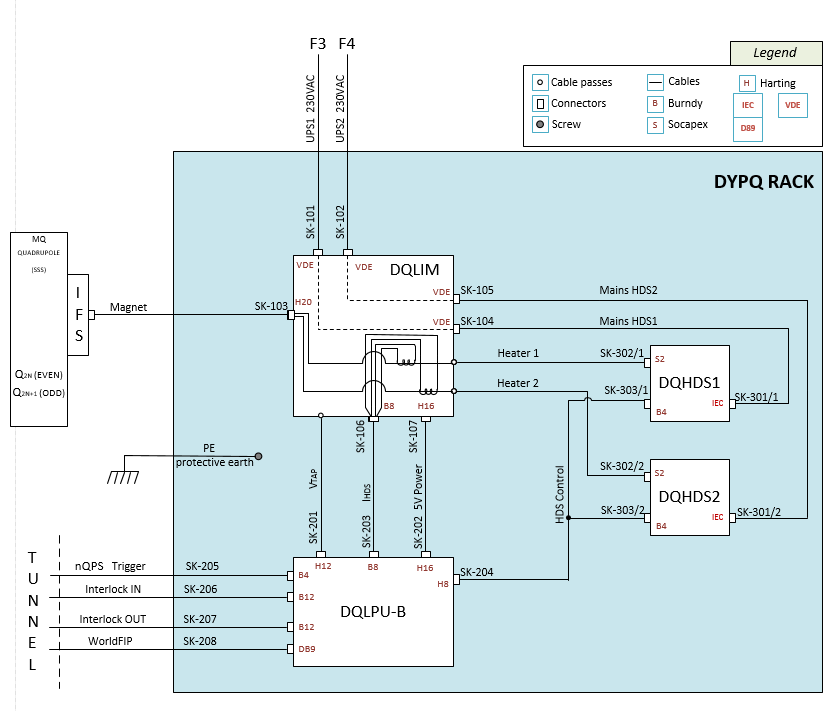 F3 F4
UPS1 230VAC
UPS2 230VAC
Legend
Cable passes
Connectors
Screw
Cables
B Burndy
S Socapex
H Harting
IEC VDE
D89
DYPQ RACK
SK-101
SK-102
MQ
QUADRUPOLE
(SSS)
IFS
Q2N (EVEN)
Q2N+1 (ODD)
Magnet
SK-103
VDE
VDE
DQLIM
H20
VDE
SK-105
Mains HDS2
VDE
SK-104
Mains HDS1
Heater 1
SK-302/1
Heater 2
SK-303/1
B8
H16
S2
DQHDS1
IEC
B4
SK-301/1
SK-106
SK-107
PE
protective earth
VTAP
IHDS
5V Power
HDS Control
SK-302/2
S2
DQHDS2
SK-303/2
IEC
B4
SK-301/2
SK-201
SK-203
SK-202
TUNNEL
nQPS Trigger
SK-205
Interlock IN
SK-206
Interlock OUT
SK-207
WorldFIP
SK-208
H12
B8
H16
B4
H8
SK-204
B12
DQLPU-B
B12
DB9